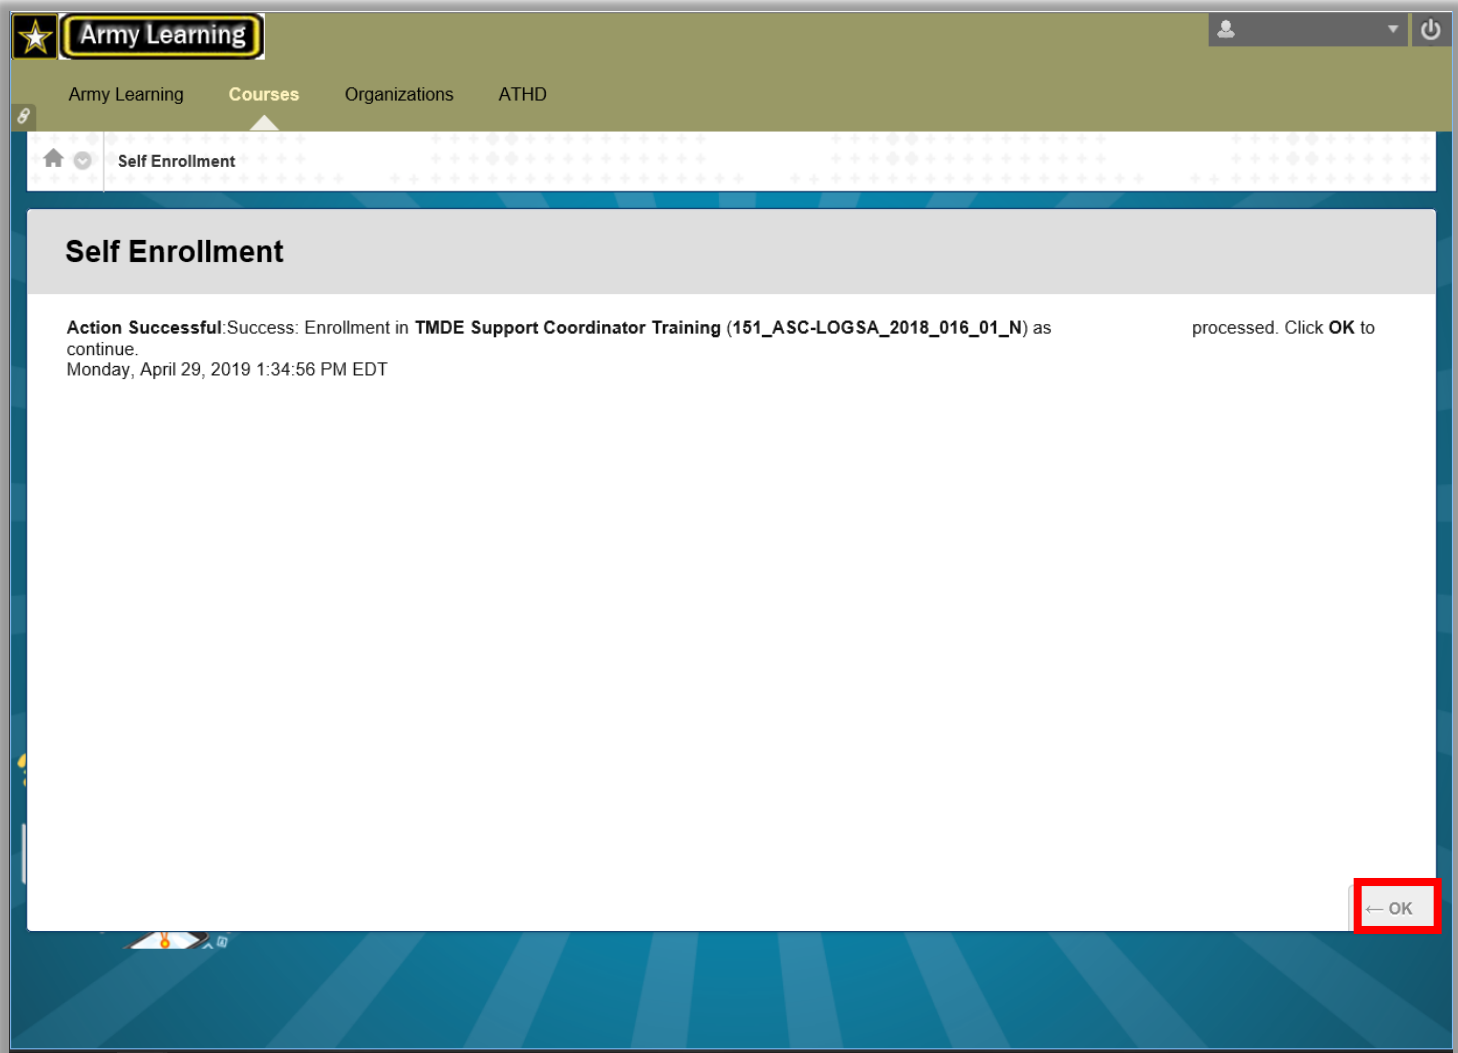 Army Learning
Army Learning Courses Organizations ATHD
Self Enrollment
Self Enrollment
Action Successful:Success: Enrollment in TMDE Support Coordinator Training (151_ASC-LOGSA_2018_016_01_N) as processed. Click OK to
continue.
Monday, April 29, 2019 1:34:56 PM EDT
← OK